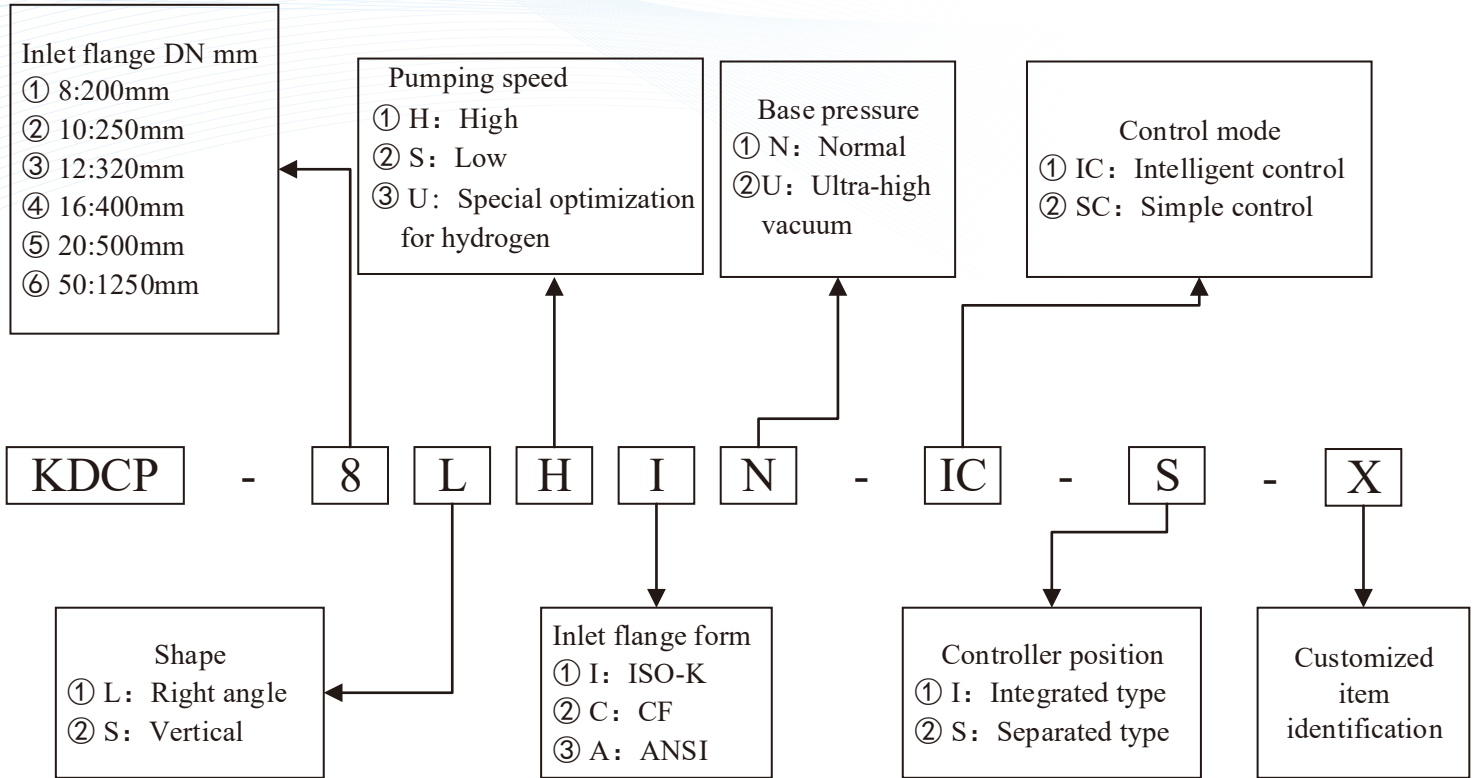 Inlet flange DN mm
① 8:200mm
② 10:250mm
③ 12:320mm
④ 16:400mm
⑤ 20:500mm
⑥ 50:1250mm
Pumping speed
① H：High
② S：Low
③ U：Special optimization
for hydrogen
Base pressure
① N：Normal
②U：Ultra-high
vacuum
Control mode
① IC：Intelligent control
② SC：Simple control
KDCP - 8 L H I N - IC - S - X
Shape
① L：Right angle
② S：Vertical
Inlet flange form
① I：ISO-K
② C：CF
③ A：ANSI
Controller position
① I：Integrated type
② S：Separated type
Customized
item
identification